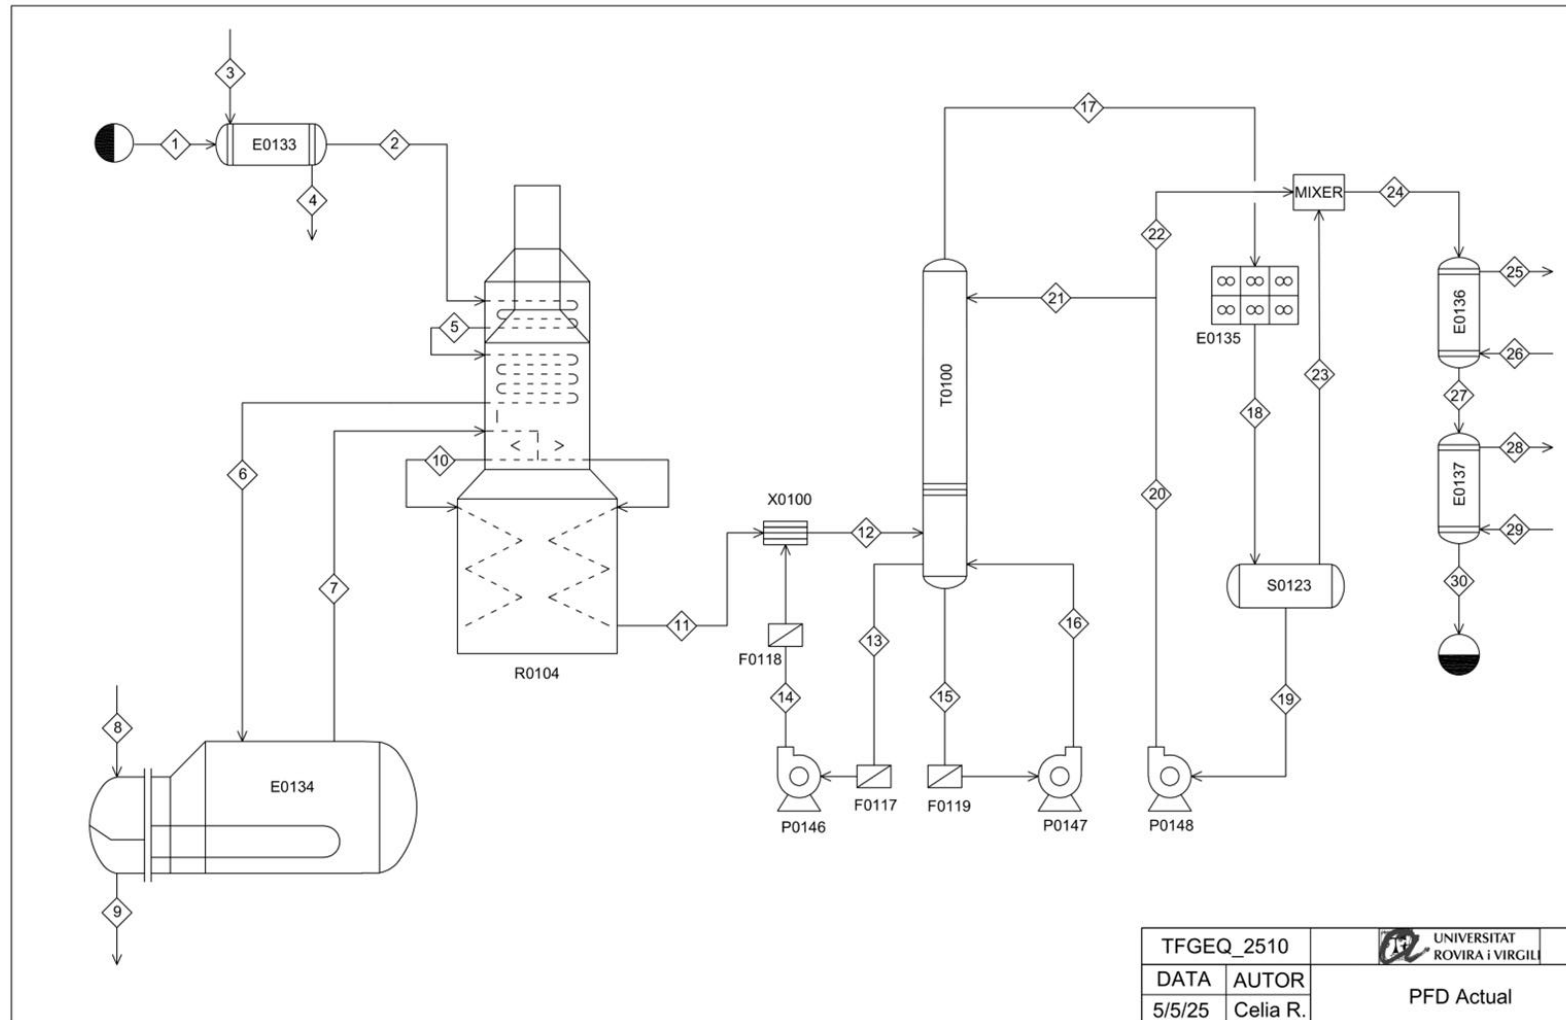 17
3
1
E0133
2
MIXER
24
4
22
25
5
21
E0136
26
E0135
T0100
23
27
18
28
10
6
E0137
20
X0100
29
12
7
30
S0123
11
13
16
F0118
R0104
14
15
19
8
E0134
F0117
F0119
P0146
P0147
P0148
9
TFGEQ_2510
UNIVERSITAT
ROVIRA i VIRGILI
DATA
AUTOR
PFD Actual
5/5/25
Celia R.